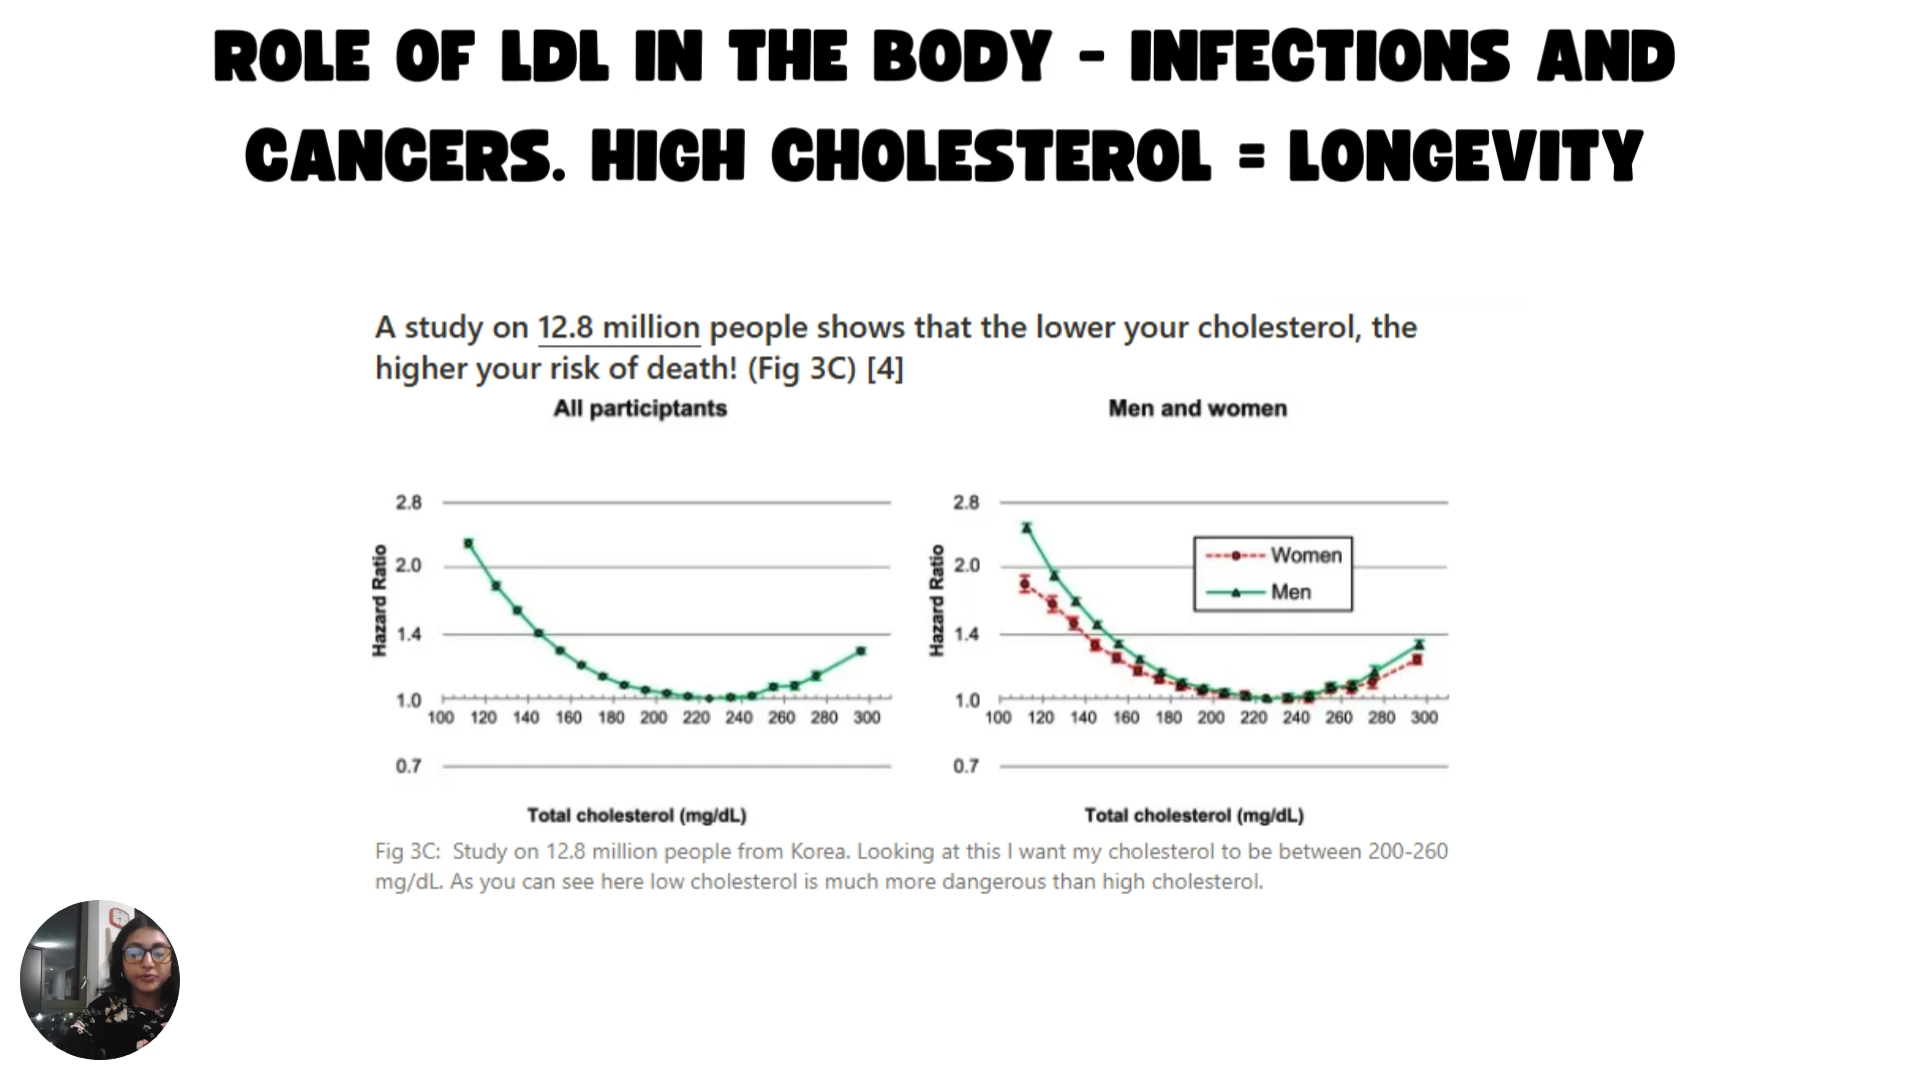 ROLE OF LDL IN THE BODY - INFECTIONS AND
CANCERS. HIGH CHOLESTEROL = LONGEVITY
A study on 12.8 million people shows that the lower your cholesterol, the
higher your risk of death! (Fig 3C) [4]
All participtants
2.8
2.0
1.4
1.0
0.7
Hazard Ratio
100 120 140 160 180 200 220 240 260 280 300
Total cholesterol (mg/dL)
Men and women
2.8
2.0
1.4
1.0
0.7
Hazard Ratio
Women
Men
100 120 140 160 180 200 220 240 260 280 300
Total cholesterol (mg/dL)
Fig 3C: Study on 12.8 million people from Korea. Looking at this I want my cholesterol to be between 200-260
mg/dL. As you can see here low cholesterol is much more dangerous than high cholesterol.